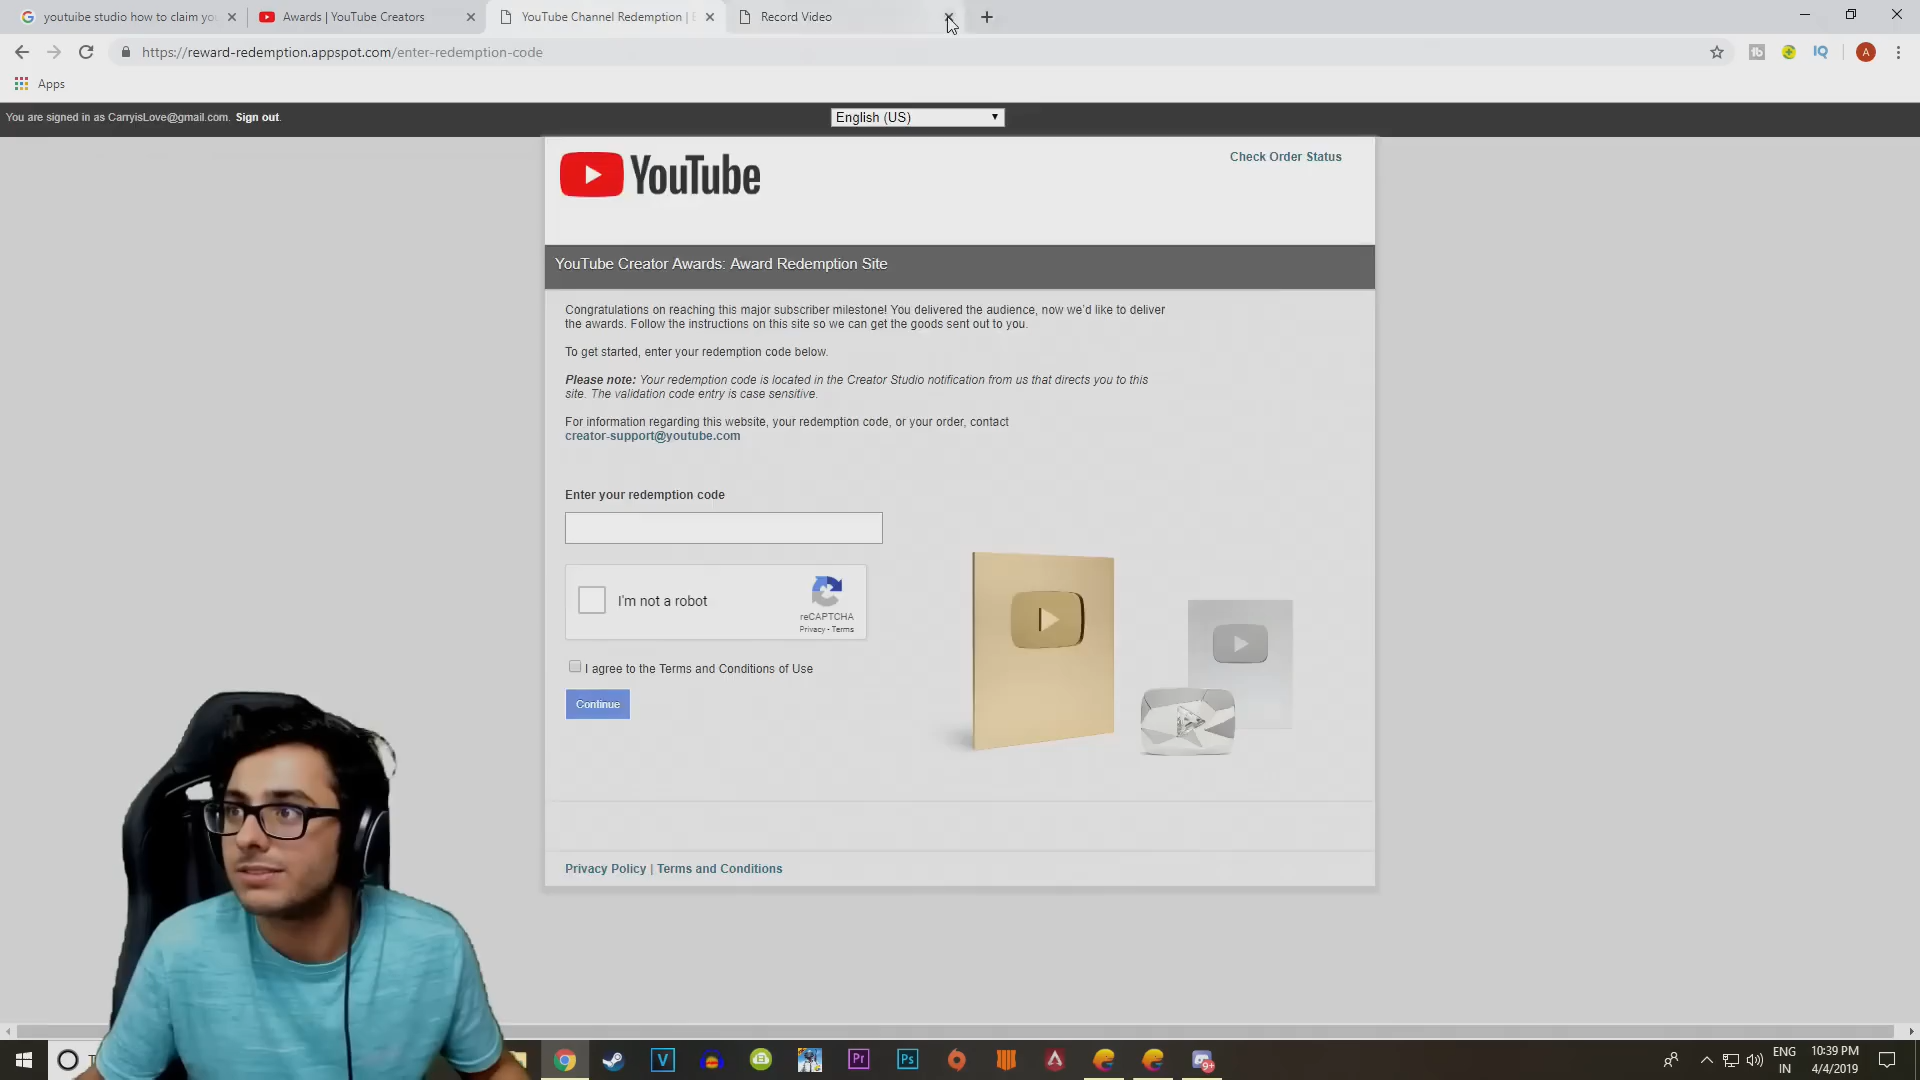 youtuibe studio how to claim yo
Awards | YouTube Creators
YouTube Channel Redemption |
Record Video
https://reward-redemption.appspot.com/enter-redemption-code
Apps
You are signed in as CarryisLove@gmail.com. Sign out.
English (US)
YouTube
Check Order Status
YouTube Creator Awards: Award Redemption Site
Congratulations on reaching this major subscriber milestone! You delivered the audience, now we'd like to deliver
the awards. Follow the instructions on this site so we can get the goods sent out to you.
To get started, enter your redemption code below.
Please note: Your redemption code is located in the Creator Studio notification from us that directs you to this
site. The validation code entry is case sensitive.
For information regarding this website, your redemption code, or your order, contact
creator-support@youtube.com
Enter your redemption code
I'm not a robot
reCAPTCHA
Privacy - Terms
I agree to the Terms and Conditions of Use
Continue
Privacy Policy | Terms and Conditions
ENG
IN
10:39 PM
4/4/2019